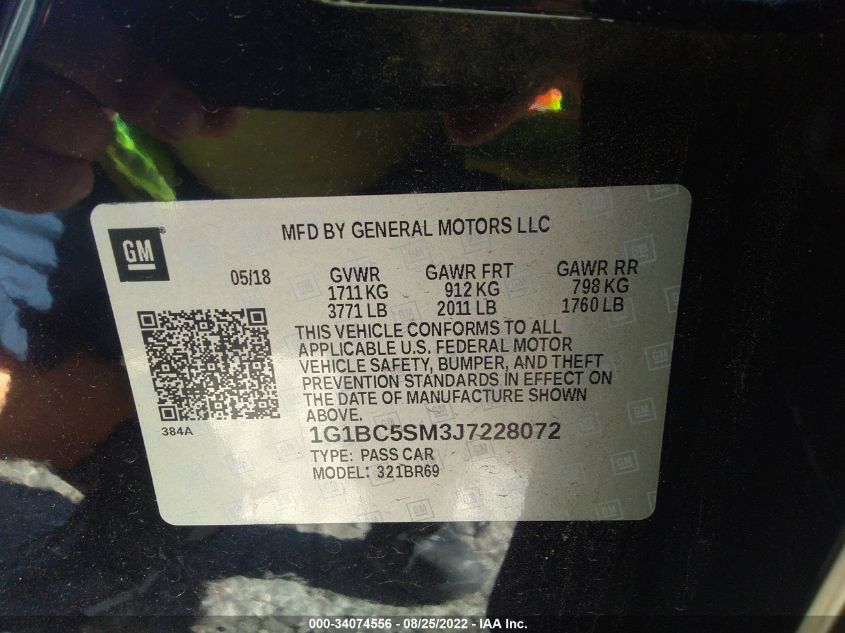 MFD BY GENERAL MOTORS LLC
GM®
05/18 GVWR GAWR FRT GAWR RR
1711 KG 912 KG 798 KG
3771 LB 2011 LB 1760 LB
THIS VEHICLE CONFORMS TO ALL
APPLICABLE U.S. FEDERAL MOTOR
VEHICLE SAFETY, BUMPER, AND THEFT
PREVENTION STANDARDS IN EFFECT ON
THE DATE OF MANUFACTURE SHOWN
ABOVE.
384A
1G1BC5SM3J7228072
TYPE: PASS CAR
MODEL: 321BR69
000-34074556 - 08/25/2022 - IAA Inc.